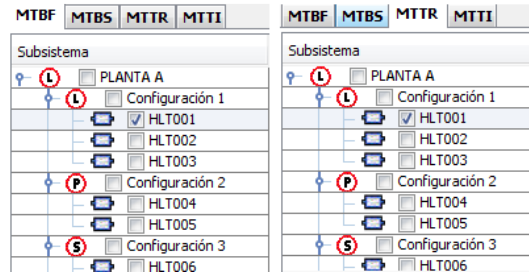 MTBF MTBS MTTR MTTI
Subsistema
L PLANTA A
L Configuración 1
HLT001
HLT002
HLT003
P Configuración 2
HLT004
HLT005
S Configuración 3
HLT006
MTBF MTBS MTTR MTTI
Subsistema
L PLANTA A
L Configuración 1
HLT001
HLT002
HLT003
P Configuración 2
HLT004
HLT005
S Configuración 3
HLT006